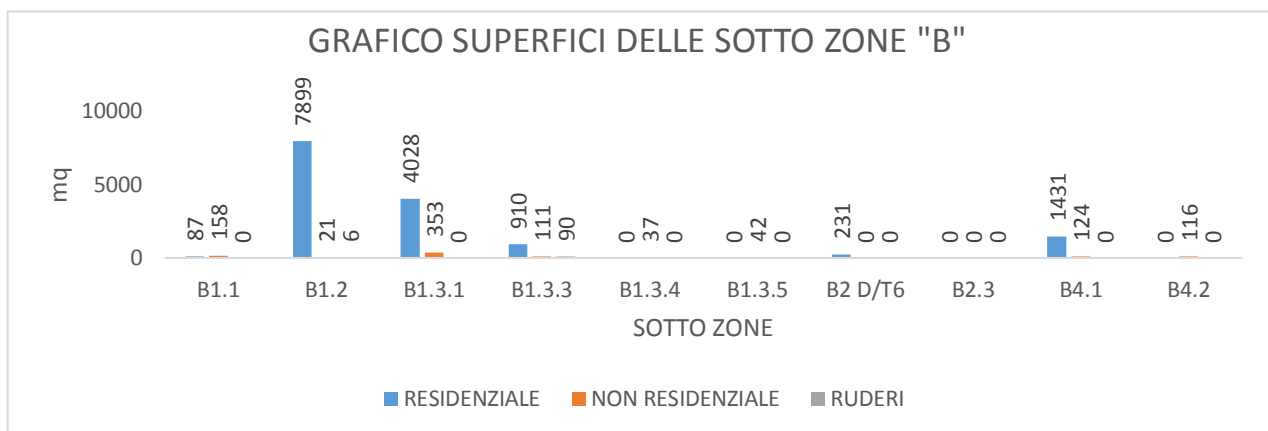 GRAFICO SUPERFICI DELLE SOTTO ZONE "B"
mq
10000
5000
0
87 158 0
7899 21 6
4028 353 0
910 111 90
0 37 0
0 42 0
231 0 0
0 0 0
1431 124 0
0 116 0
B1.1 B1.2 B1.3.1 B1.3.3 B1.3.4 B1.3.5 B2 D/T6 B2.3 B4.1 B4.2
SOTTO ZONE
RESIDENZIALE NON RESIDENZIALE RUDERI